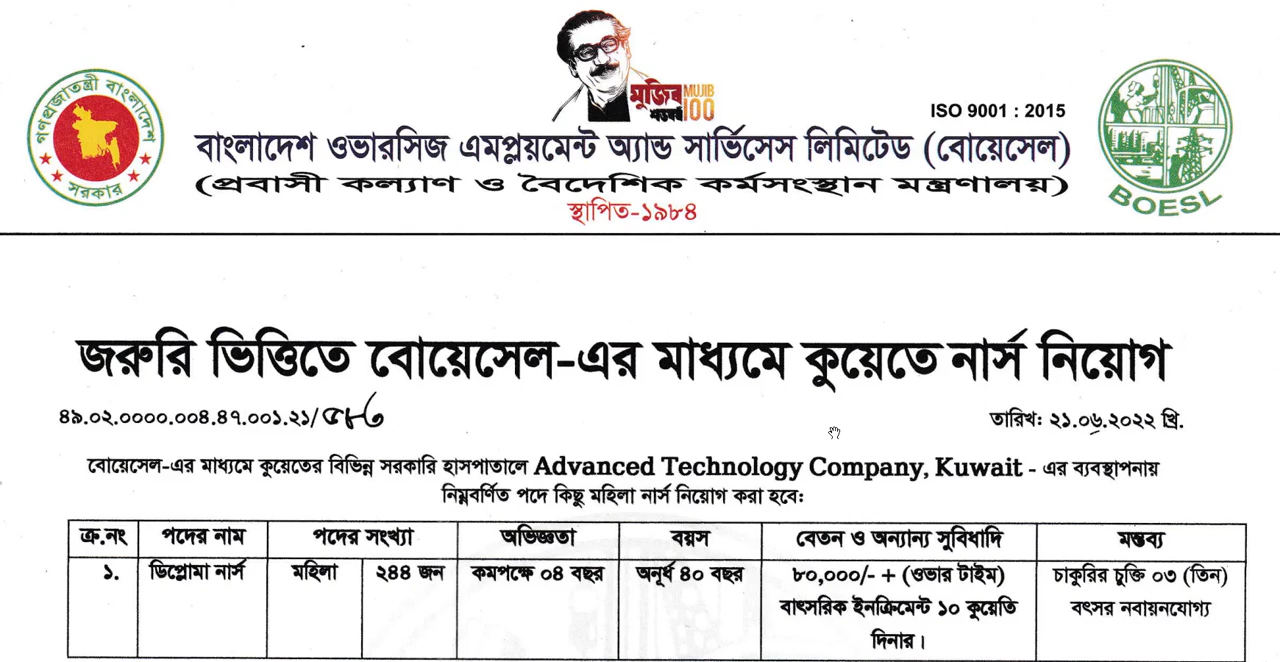 গণপ্রজাতন্ত্রী বাংলাদেশ
সরকার
মুজিব MUJIB
শতবর্ষ 100
ISO 9001 : 2015
BOESL
বাংলাদেশ ওভারসিজ এমপ্লয়মেন্ট অ্যান্ড সার্ভিসেস লিমিটেড (বোয়েসেল)
(প্রবাসী কল্যাণ ও বৈদেশিক কর্মসংস্থান মন্ত্রণালয়)
স্থাপিত-১৯৮৪
জরুরি ভিত্তিতে বোয়েসেল-এর মাধ্যমে কুয়েতে নার্স নিয়োগ
৪৯.০২.০০০০.০০৪.৪৭.০০১.২১/৫৮৬
তারিখ: ২১.০৬.২০২২ খ্রি.
বোয়েসেল-এর মাধ্যমে কুয়েতের বিভিন্ন সরকারি হাসপাতালে Advanced Technology Company, Kuwait - এর ব্যবস্থাপনায়
নিম্নবর্ণিত পদে কিছু মহিলা নার্স নিয়োগ করা হবে:
ক্র.নং পদের নাম পদের সংখ্যা অভিজ্ঞতা বয়স বেতন ও অন্যান্য সুবিধাদি মন্তব্য
১. ডিপ্লোমা নার্স মহিলা ২৪৪ জন কমপক্ষে ০৪ বছর অনূর্ধ ৪০ বছর ৮০,০০০/- + (ওভার টাইম) চাকুরির চুক্তি ০৩ (তিন)
বাৎসরিক ইনক্রিমেন্ট ১০ কুয়েতি বৎসর নবায়নযোগ্য
দিনার।